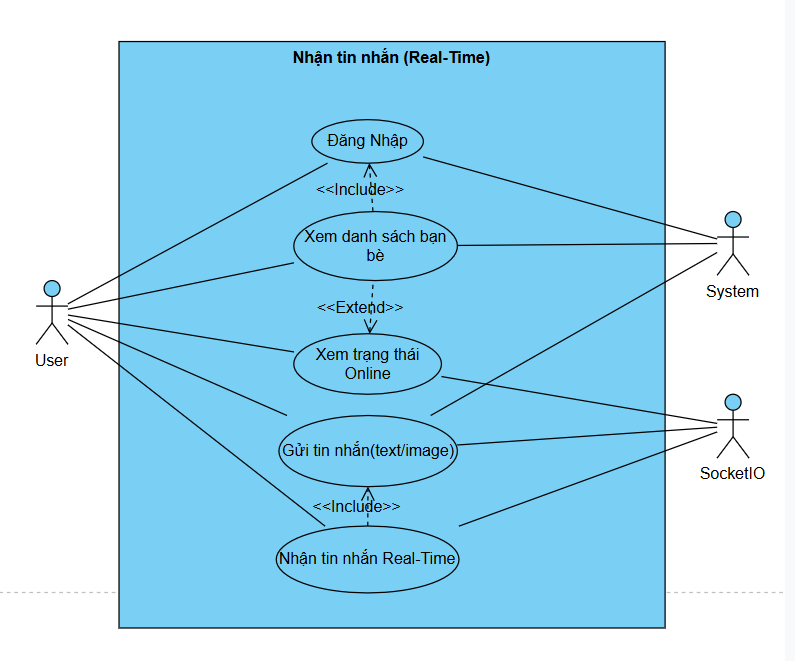 Nhận tin nhắn (Real-Time)
Đăng Nhập
<<Include>>
Xem danh sách bạn
bè
System
<<Extend>>
User
Xem trạng thái
Online
Gửi tin nhắn(text/image)
SocketIO
<<Include>>
Nhận tin nhắn Real-Time